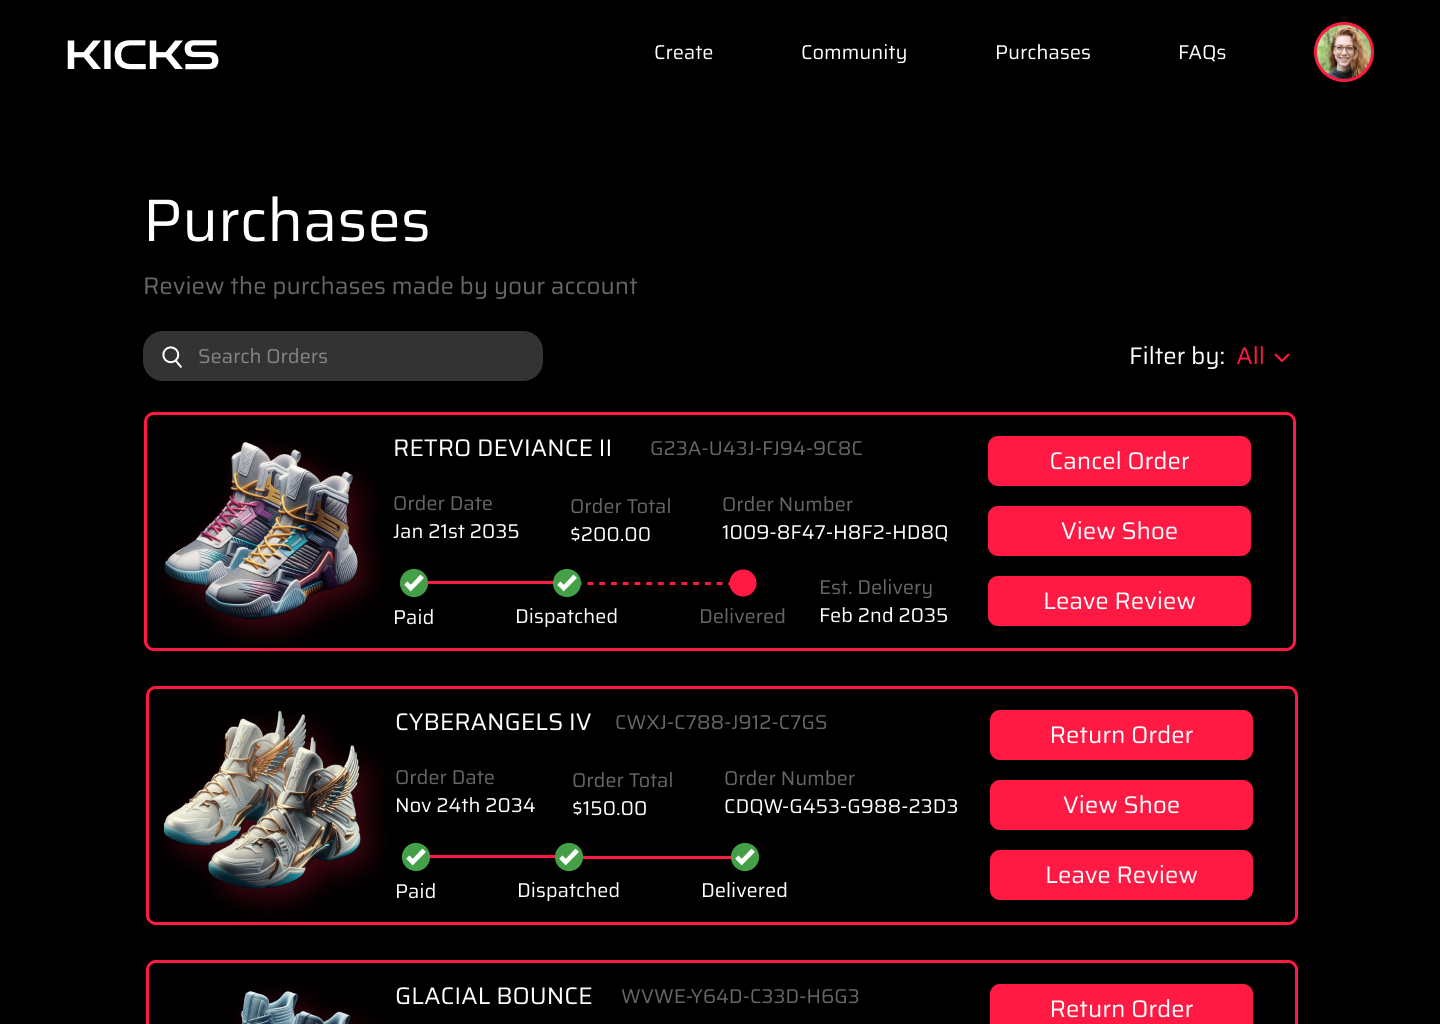 KICKS
Create Community Purchases FAQs
Purchases
Review the purchases made by your account
Search Orders
Filter by: All
RETRO DEVIANCE II G23A-U43J-FJ94-9C8C
Order Date Order Total Order Number
Jan 21st 2035 $200.00 1009-8F47-H8F2-HD8Q
Paid Dispatched Delivered
Est. Delivery
Feb 2nd 2035
Cancel Order
View Shoe
Leave Review
CYBERANGELS IV CWXJ-C788-J912-C7GS
Order Date Order Total Order Number
Nov 24th 2034 $150.00 CDQW-G453-G988-23D3
Paid Dispatched Delivered
Return Order
View Shoe
Leave Review
GLACIAL BOUNCE WVWE-Y64D-C33D-H6G3
Return Order